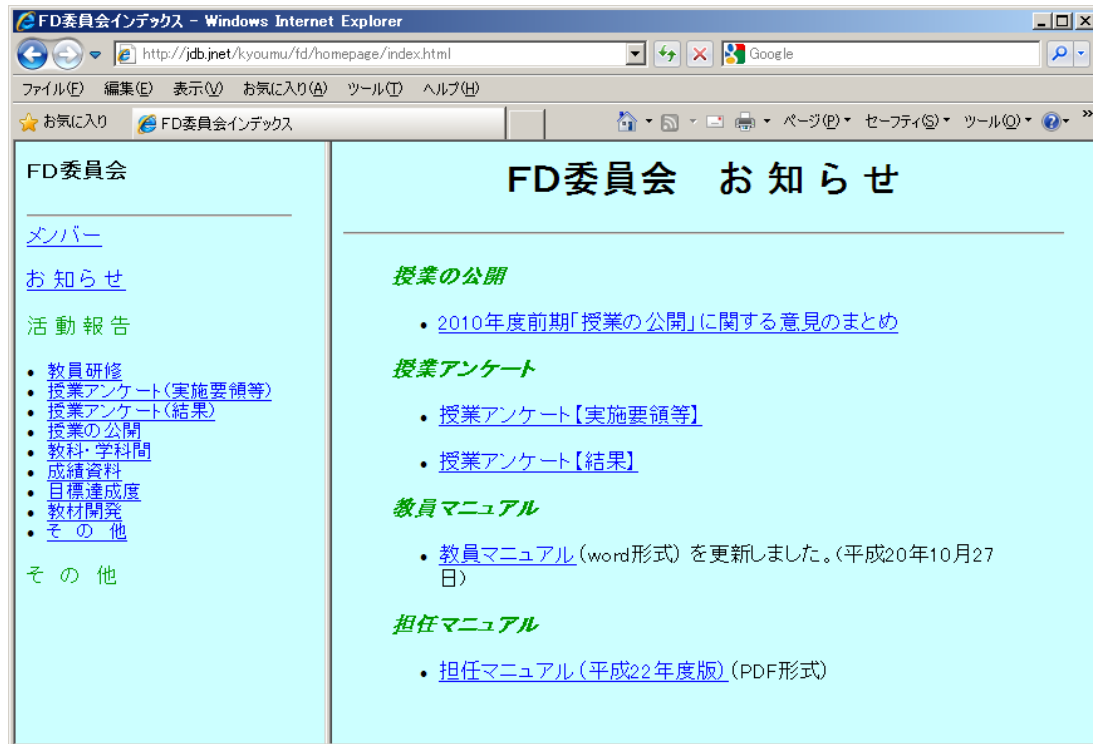 FD委員会インデックス - Windows Internet Explorer
http://jdb.jnet/kyoumu/fd/homepage/index.html
Google
ファイル(F) 編集(E) 表示(V) お気に入り(A) ツール(T) ヘルプ(H)
お気に入り FD委員会インデックス ページ(P) セーフティ(S) ツール(O) »
FD委員会
メンバー
お 知 ら せ
活 動 報 告
• 教員研修
• 授業アンケート(実施要領等)
• 授業アンケート(結果)
• 授業の公開
• 教科・学科間
• 成績資料
• 目標達成度
• 教材開発
• そ の 他
そ の 他
FD委員会 お 知 ら せ
授業の公開
• 2010年度前期「授業の公開」に関する意見のまとめ
授業アンケート
• 授業アンケート【実施要領等】
• 授業アンケート【結果】
教員マニュアル
• 教員マニュアル(word形式) を更新しました。(平成20年10月27
日)
担任マニュアル
• 担任マニュアル(平成22年度版)(PDF形式)